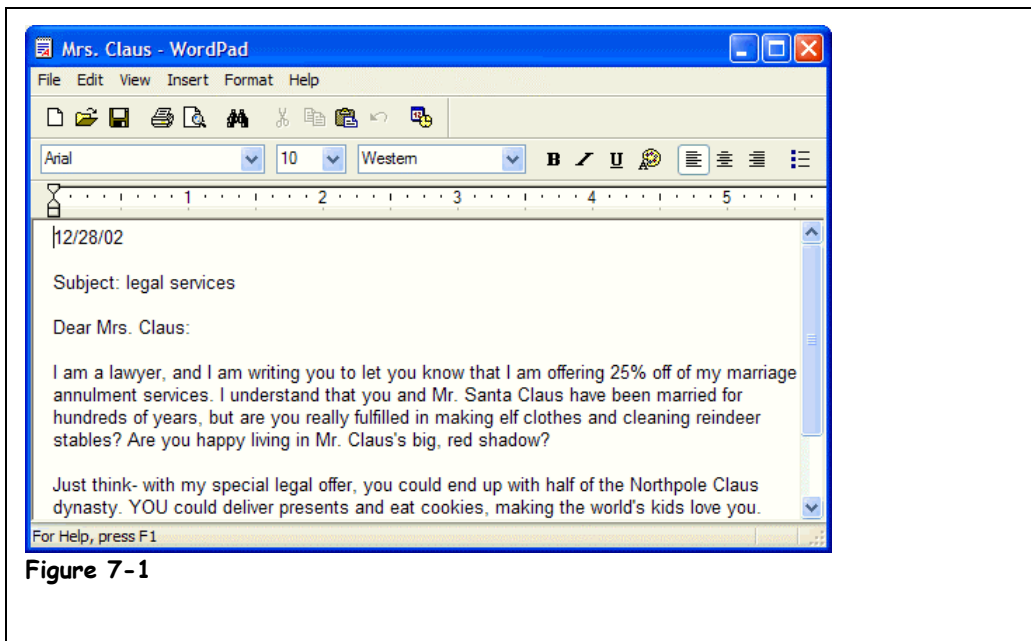 Mrs. Claus - WordPad
File Edit View Insert Format Help
Arial 10 Western B I U
1 2 3 4 5
12/28/02
Subject: legal services
Dear Mrs. Claus:
I am a lawyer, and I am writing you to let you know that I am offering 25% off of my marriage
annulment services. I understand that you and Mr. Santa Claus have been married for
hundreds of years, but are you really fulfilled in making elf clothes and cleaning reindeer
stables? Are you happy living in Mr. Claus's big, red shadow?
Just think- with my special legal offer, you could end up with half of the Northpole Claus
dynasty. YOU could deliver presents and eat cookies, making the world's kids love you.
For Help, press F1
Figure 7-1